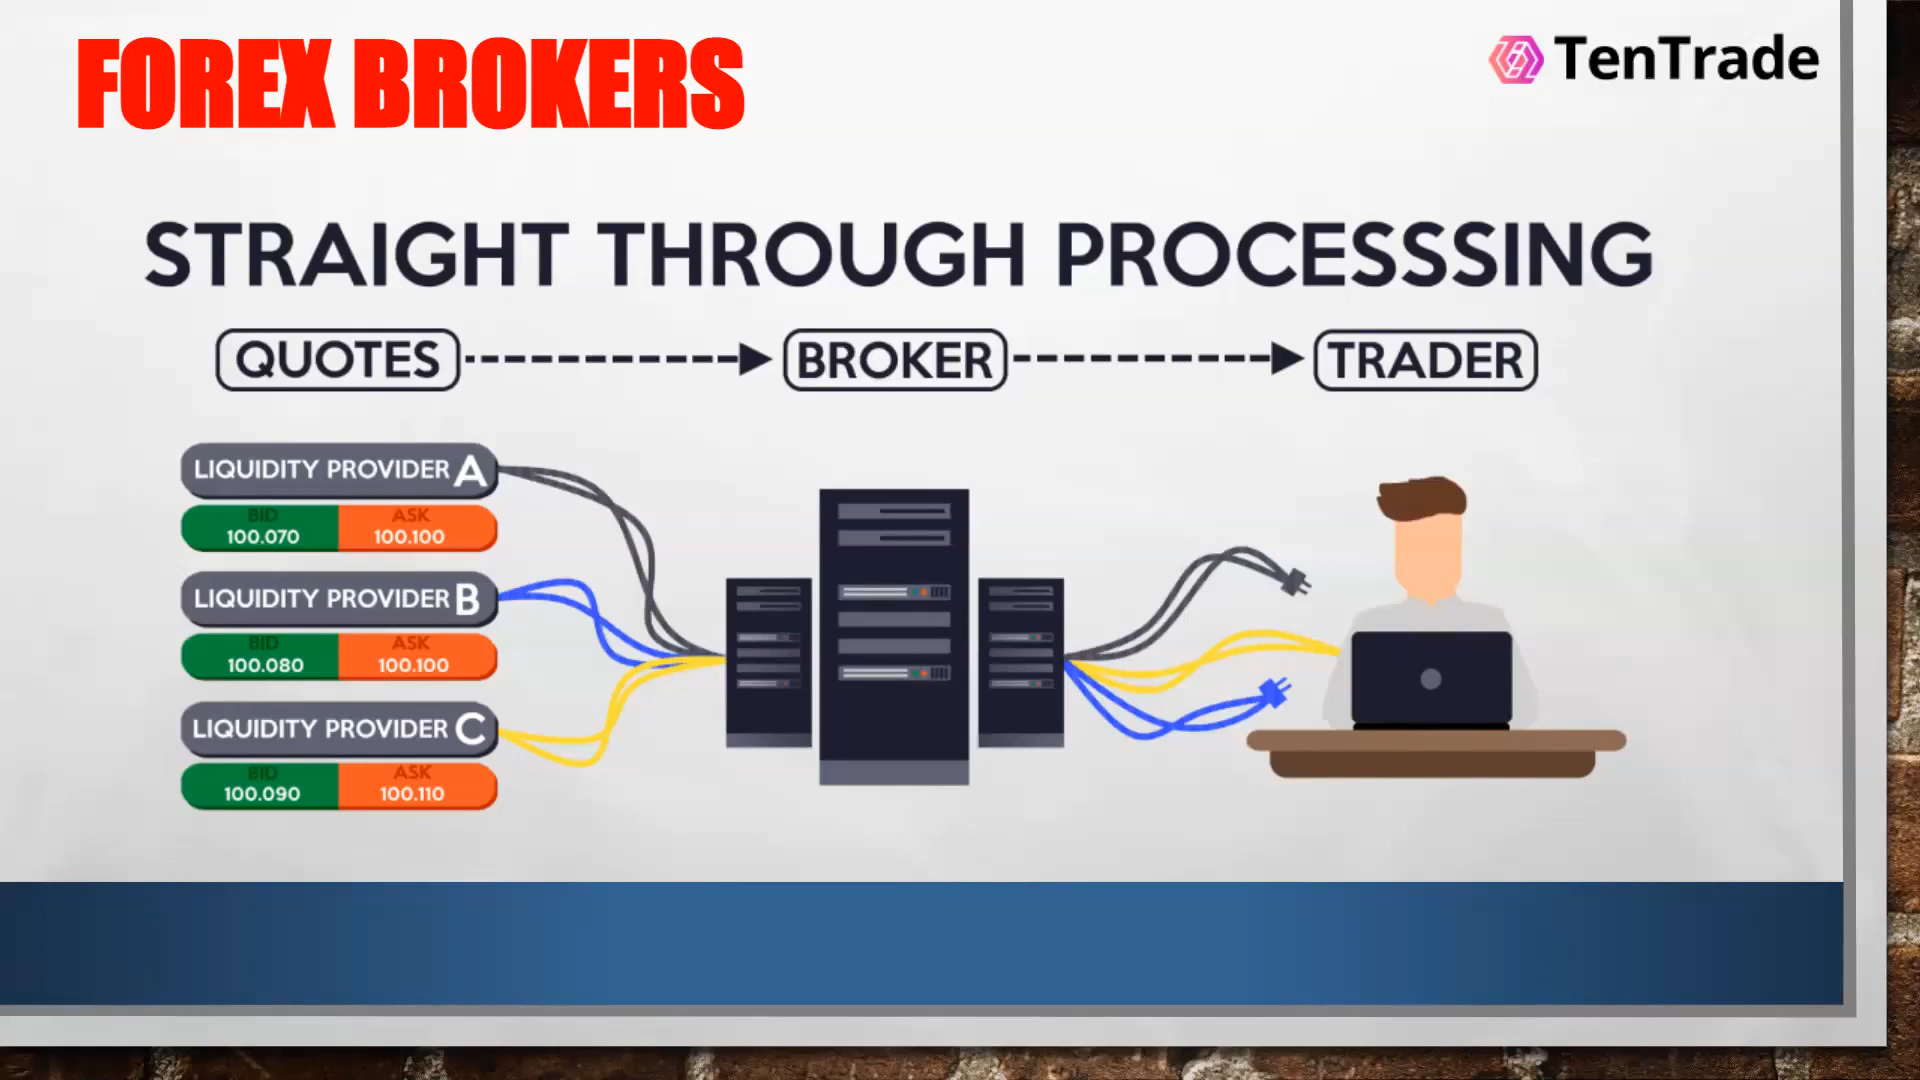 FOREX BROKERS
TenTrade
STRAIGHT THROUGH PROCESSSING
QUOTES BROKER TRADER
LIQUIDITY PROVIDER A
BID ASK
100.070 100.100
LIQUIDITY PROVIDER B
BID ASK
100.080 100.100
LIQUIDITY PROVIDER C
BID ASK
100.090 100.110